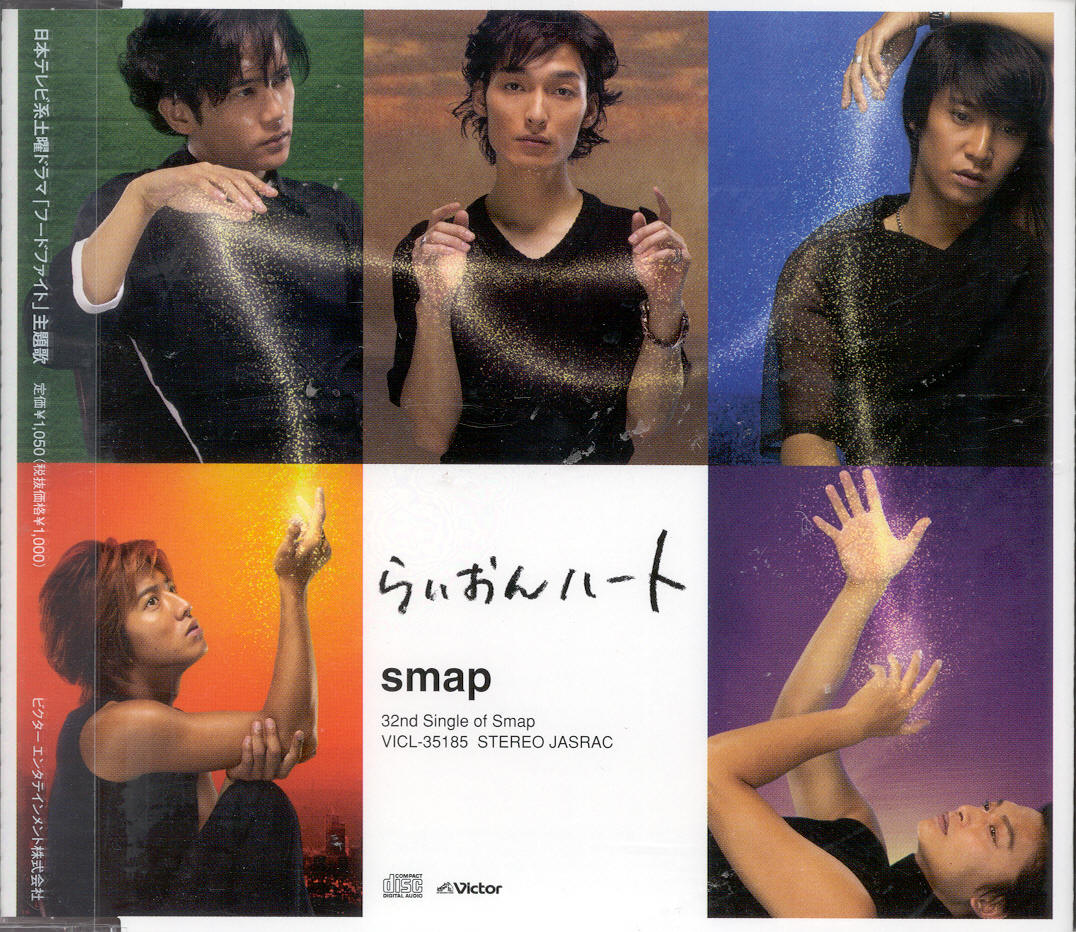 日本テレビ系土曜ドラマ「フードファイト」主題歌 定価¥1,050(税抜価格¥1,000) ビクター エンタテインメント株式会社
らいおんハート
smap
32nd Single of Smap
VICL-35185 STEREO JASRAC
COMPACT
disc
DIGITAL AUDIO
Victor